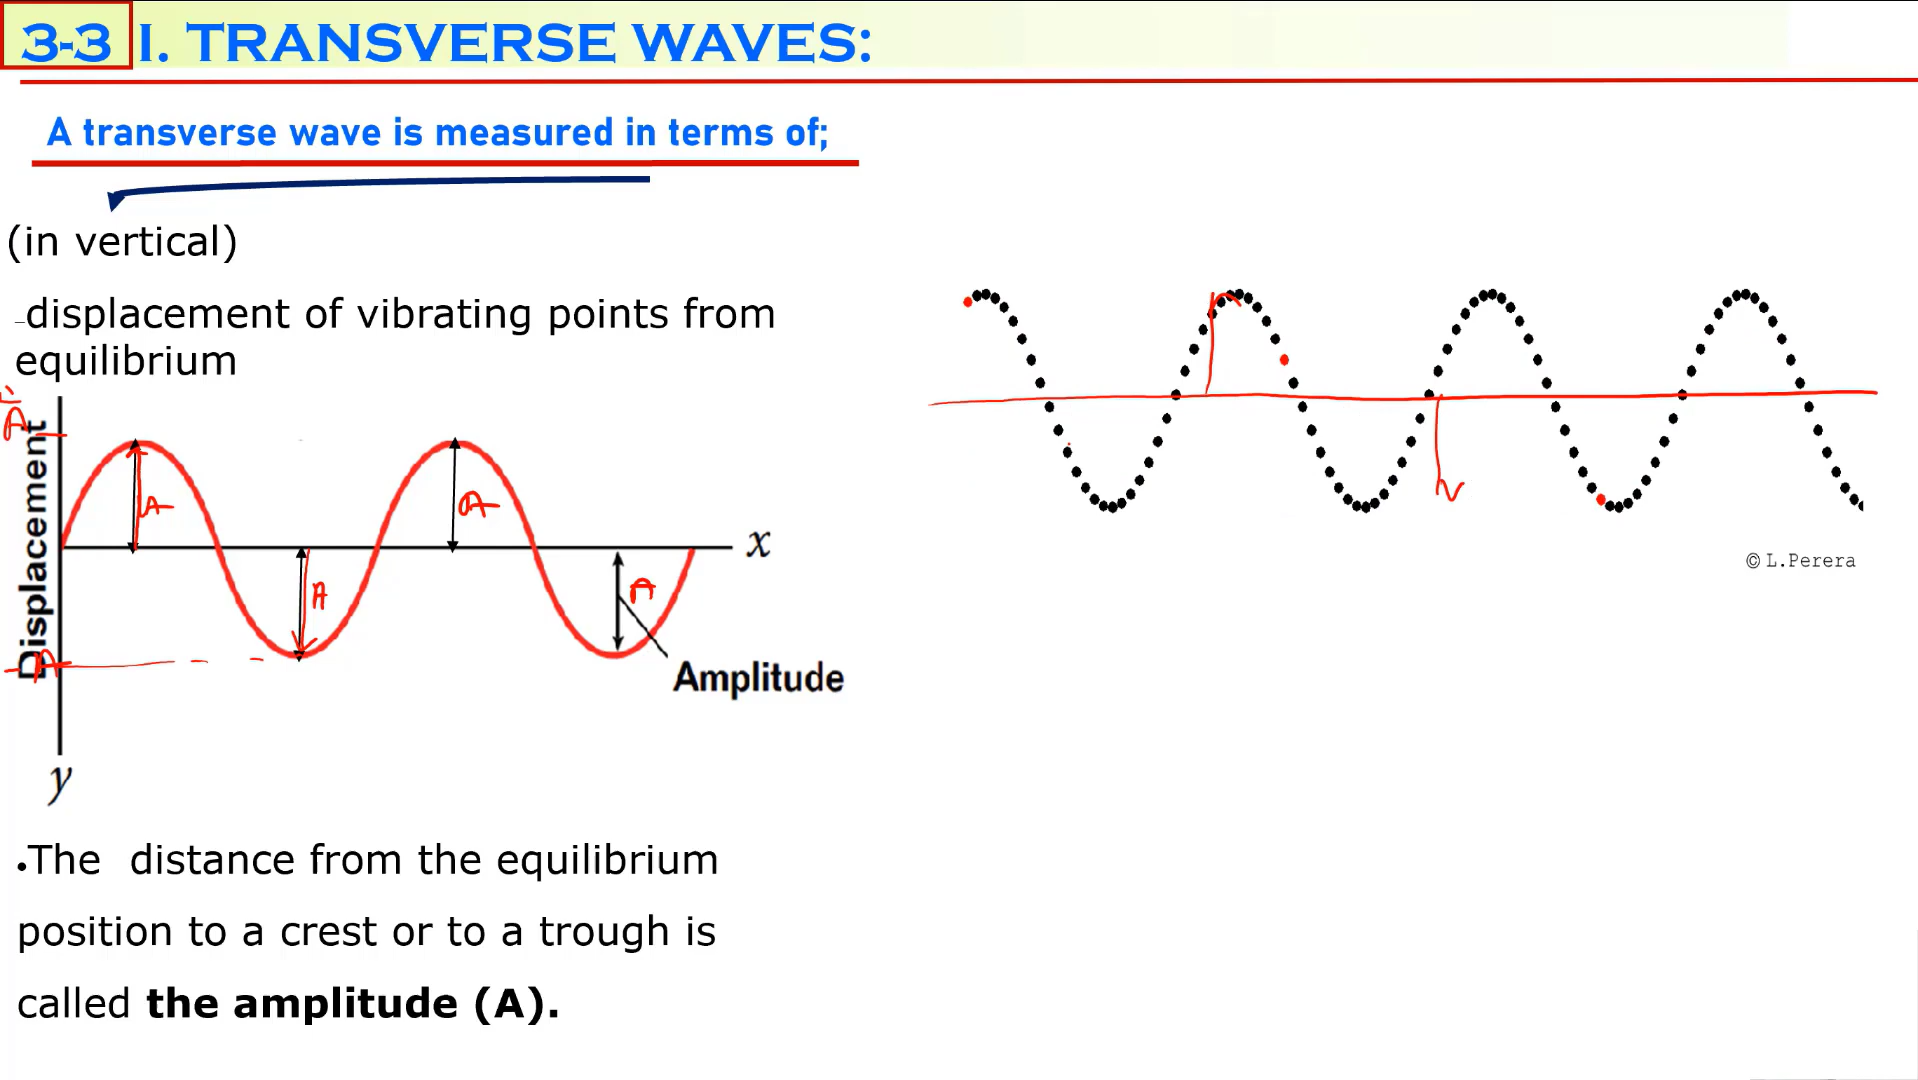 3-3 I. TRANSVERSE WAVES:
A transverse wave is measured in terms of;
(in vertical)
–displacement of vibrating points from
equilibrium
A
Displacement
A
A
x
A
A
-A
Amplitude
y
© L.Perera
•The distance from the equilibrium
position to a crest or to a trough is
called the amplitude (A).